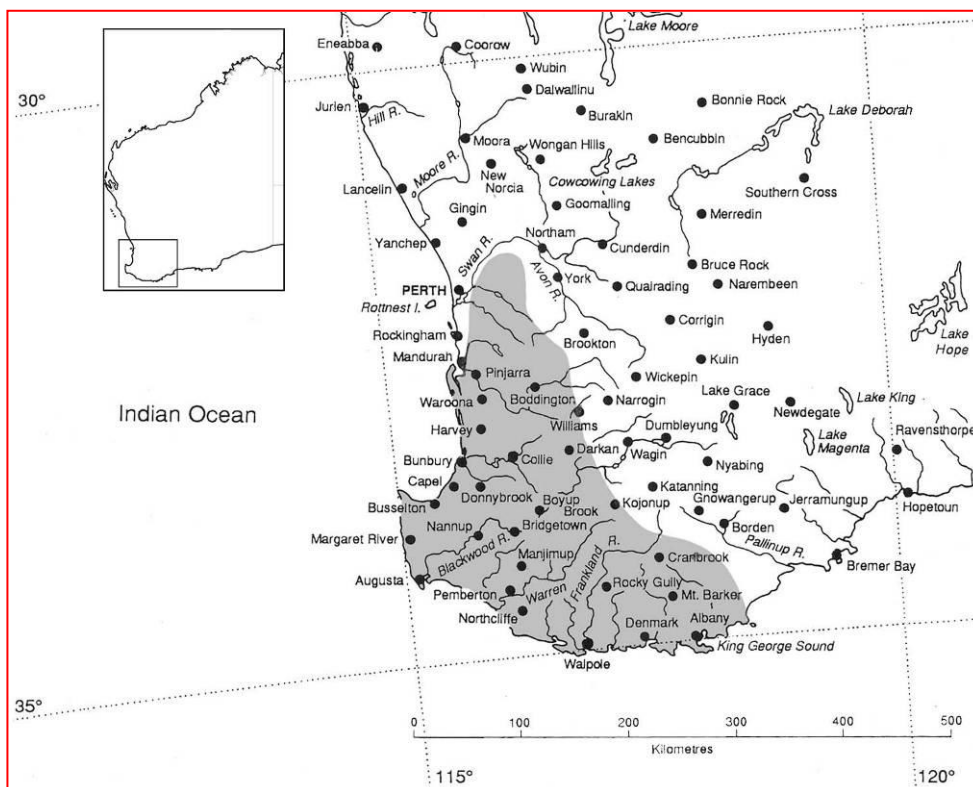 Lake Moore
Eneabba
Coorow
Wubin
30°
Dalwallinu
Jurien
Hill R.
Burakin
Bonnie Rock
Lake Deborah
Moora
Bencubbin
Moore R.
Wongan Hills
New
Norcia
Lancelin
Cowcowing Lakes
Southern Cross
Gingin
Goomalling
Merredin
Yanchep
Swan R.
Northam
Cunderdin
Avon R.
York
Bruce Rock
PERTH
Quairading
Narembeen
Rottnest I.
Corrigin
Rockingham
Brookton
Hyden
Lake
Hope
Mandurah
Kulin
Pinjarra
Wickepin
Boddington
Lake Grace
Waroona
Narrogin
Newdegate
Lake King
Indian Ocean
Williams
Dumbleyung
Harvey
Lake
Magenta
Ravensthorpe
Darkan
Wagin
Bunbury
Collie
Nyabing
Capel
Donnybrook
Katanning
Boyup
Brook
Gnowangerup
Jerramungup
Busselton
Kojonup
Hopetoun
Nannup
Bridgetown
Borden
Margaret River
Blackwood R.
Pallinup R.
Manjimup
Cranbrook
Bremer Bay
Augusta
Frankland R.
Pemberton
Warren
Rocky Gully
Mt. Barker
Northcliffe
Denmark
Albany
King George Sound
Walpole
35°
0 100 200 300 400 500
Kilometres
115° 120°